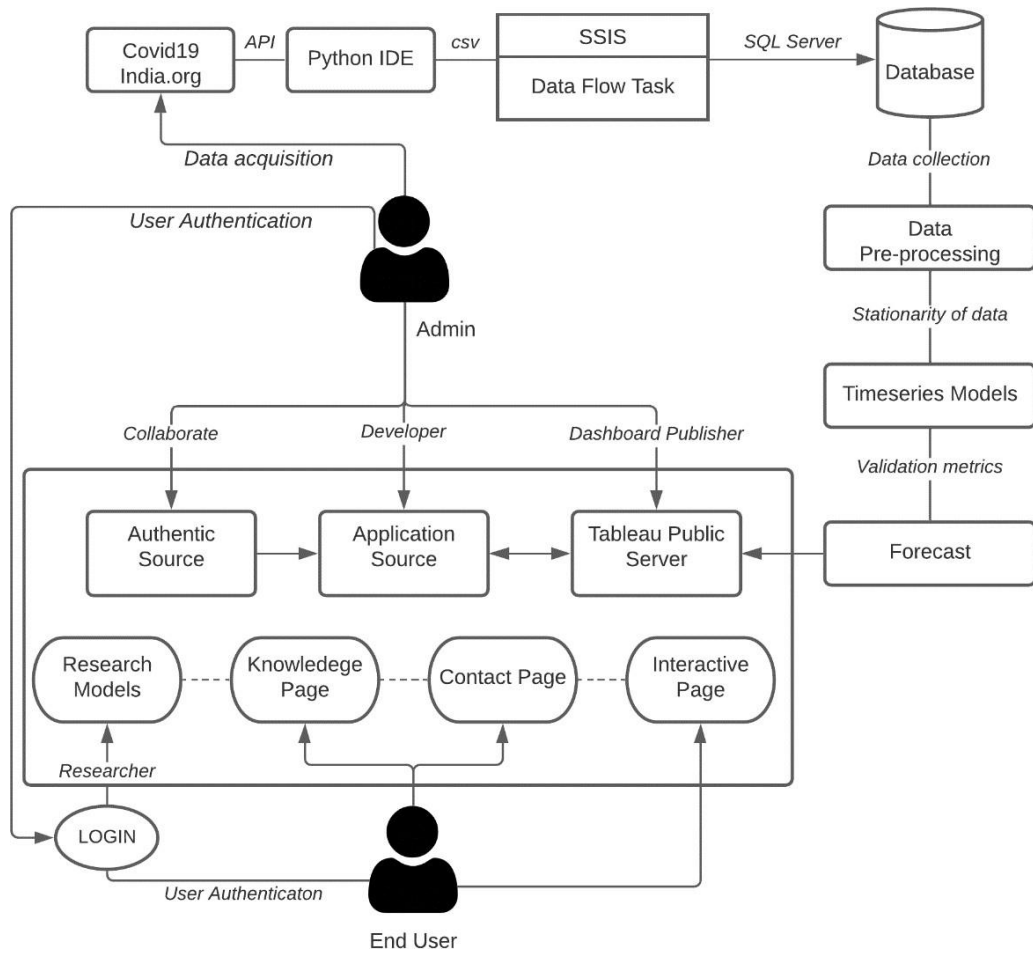 Covid19
India.org
API
Python IDE
csv
SSIS
Data Flow Task
SQL Server
Database
Data acquisition
Data collection
User Authentication
Data
Pre-processing
Admin
Stationarity of data
Timeseries Models
Collaborate
Developer
Dashboard Publisher
Validation metrics
Authentic
Source
Application
Source
Tableau Public
Server
Forecast
Research
Models
Knowledege
Page
Contact Page
Interactive
Page
Researcher
LOGIN
User Authenticaton
End User